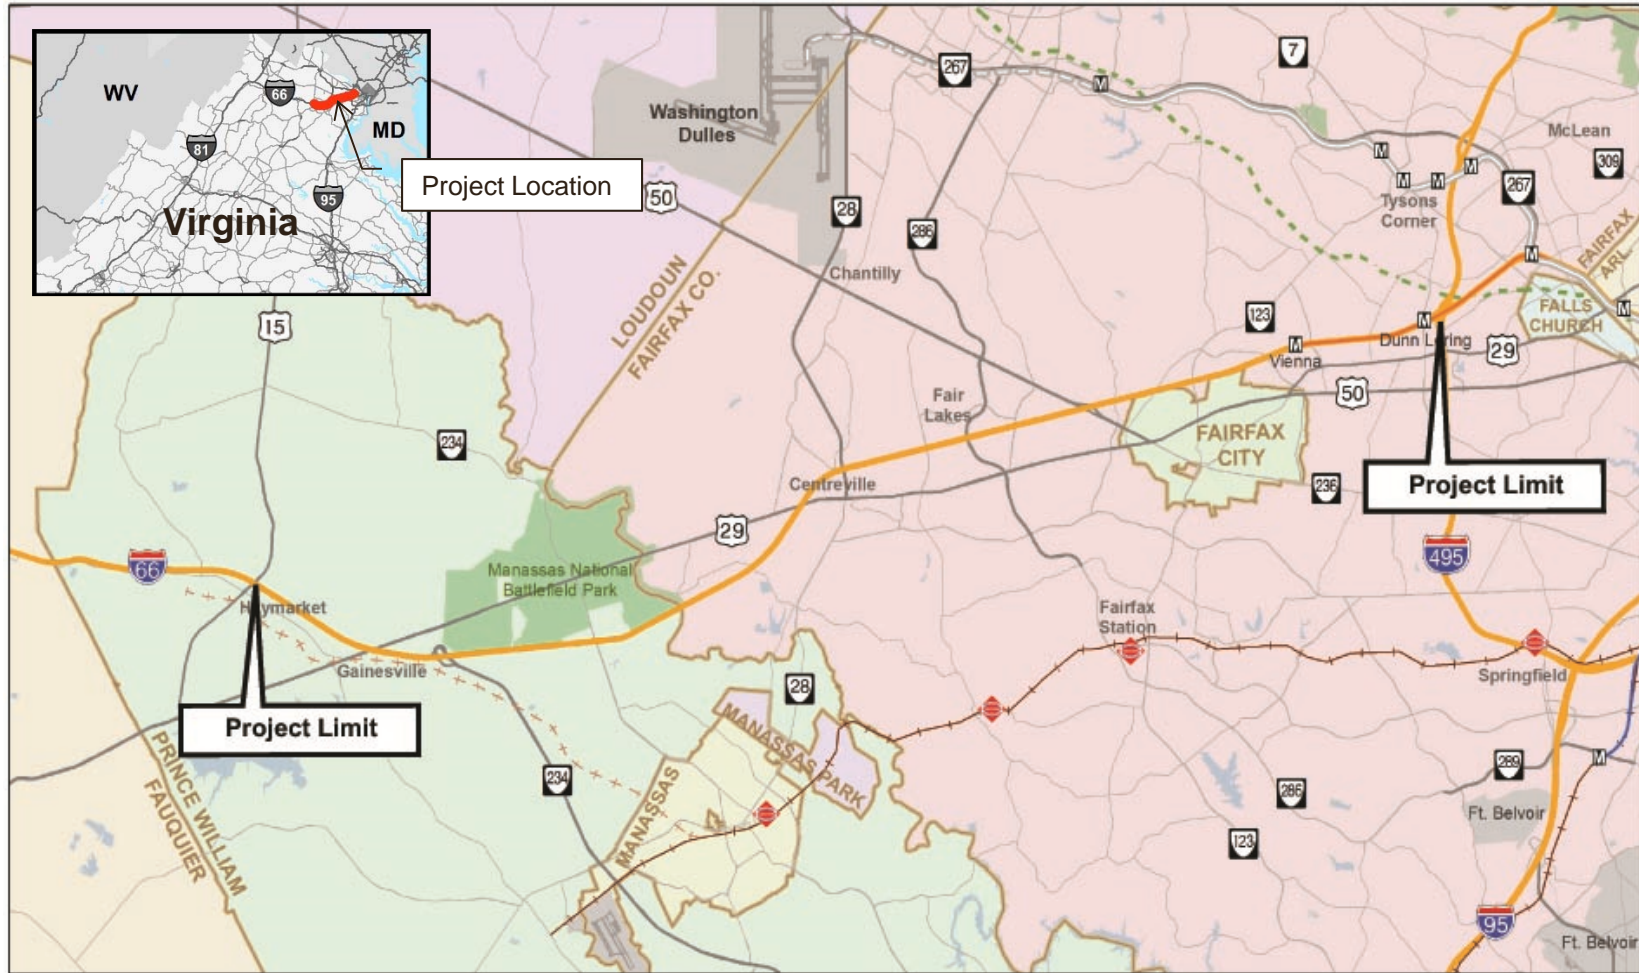 WV
66
MD
81
95
Virginia
Project Location
50
15
Washington
Dulles
267
7
McLean
309
28
286
267
Tysons
Corner
FAIRFAX
ARL.
Chantilly
LOUDOUN
FAIRFAX CO.
123
FALLS
CHURCH
Dunn Loring
29
Vienna
50
Fair
Lakes
234
FAIRFAX
CITY
Centreville
236
Project Limit
29
495
66
Manassas National
Battlefield Park
Haymarket
Fairfax
Station
Gainesville
Springfield
28
Project Limit
MANASSAS PARK
PRINCE WILLIAM
FAUQUIER
234
MANASSAS
289
286
Ft. Belvoir
123
95
Ft. Belvoir
M
M
M
M
M
M
M
M
M
M